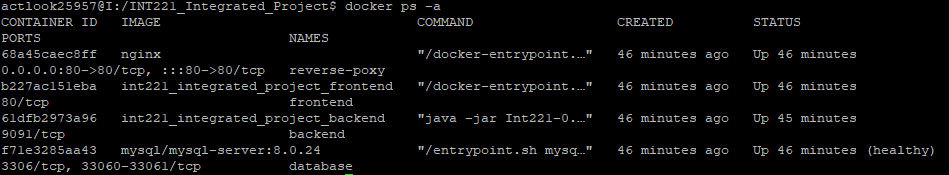 actlook25957@I:/INT221_Integrated_Project$ docker ps -a
CONTAINER ID   IMAGE                             COMMAND                  CREATED          STATUS
PORTS                               NAMES
68a45caec8ff   nginx                             "/docker-entrypoint.…"   46 minutes ago   Up 46 minutes
0.0.0.0:80->80/tcp, :::80->80/tcp   reverse-poxy
b227ac151eba   int221_integrated_project_frontend   "/docker-entrypoint.…"   46 minutes ago   Up 46 minutes
80/tcp                              frontend
61dfb2973a96   int221_integrated_project_backend    "java -jar Int221-0.…"   46 minutes ago   Up 45 minutes
9091/tcp                            backend
f71e3285aa43   mysql/mysql-server:8.0.24            "/entrypoint.sh mysq…"   46 minutes ago   Up 46 minutes (healthy)
3306/tcp, 33060-33061/tcp           database